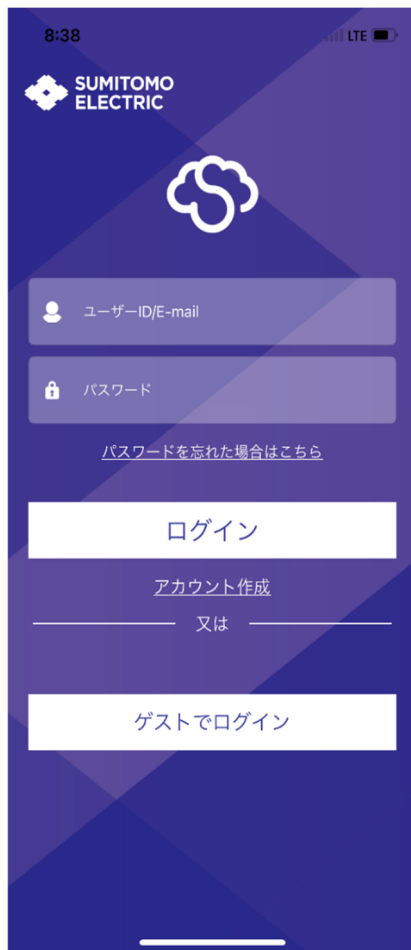 8:38 LTE
SUMITOMO
ELECTRIC
ユーザーID/E-mail
パスワード
パスワードを忘れた場合はこちら
ログイン
アカウント作成
又は
ゲストでログイン